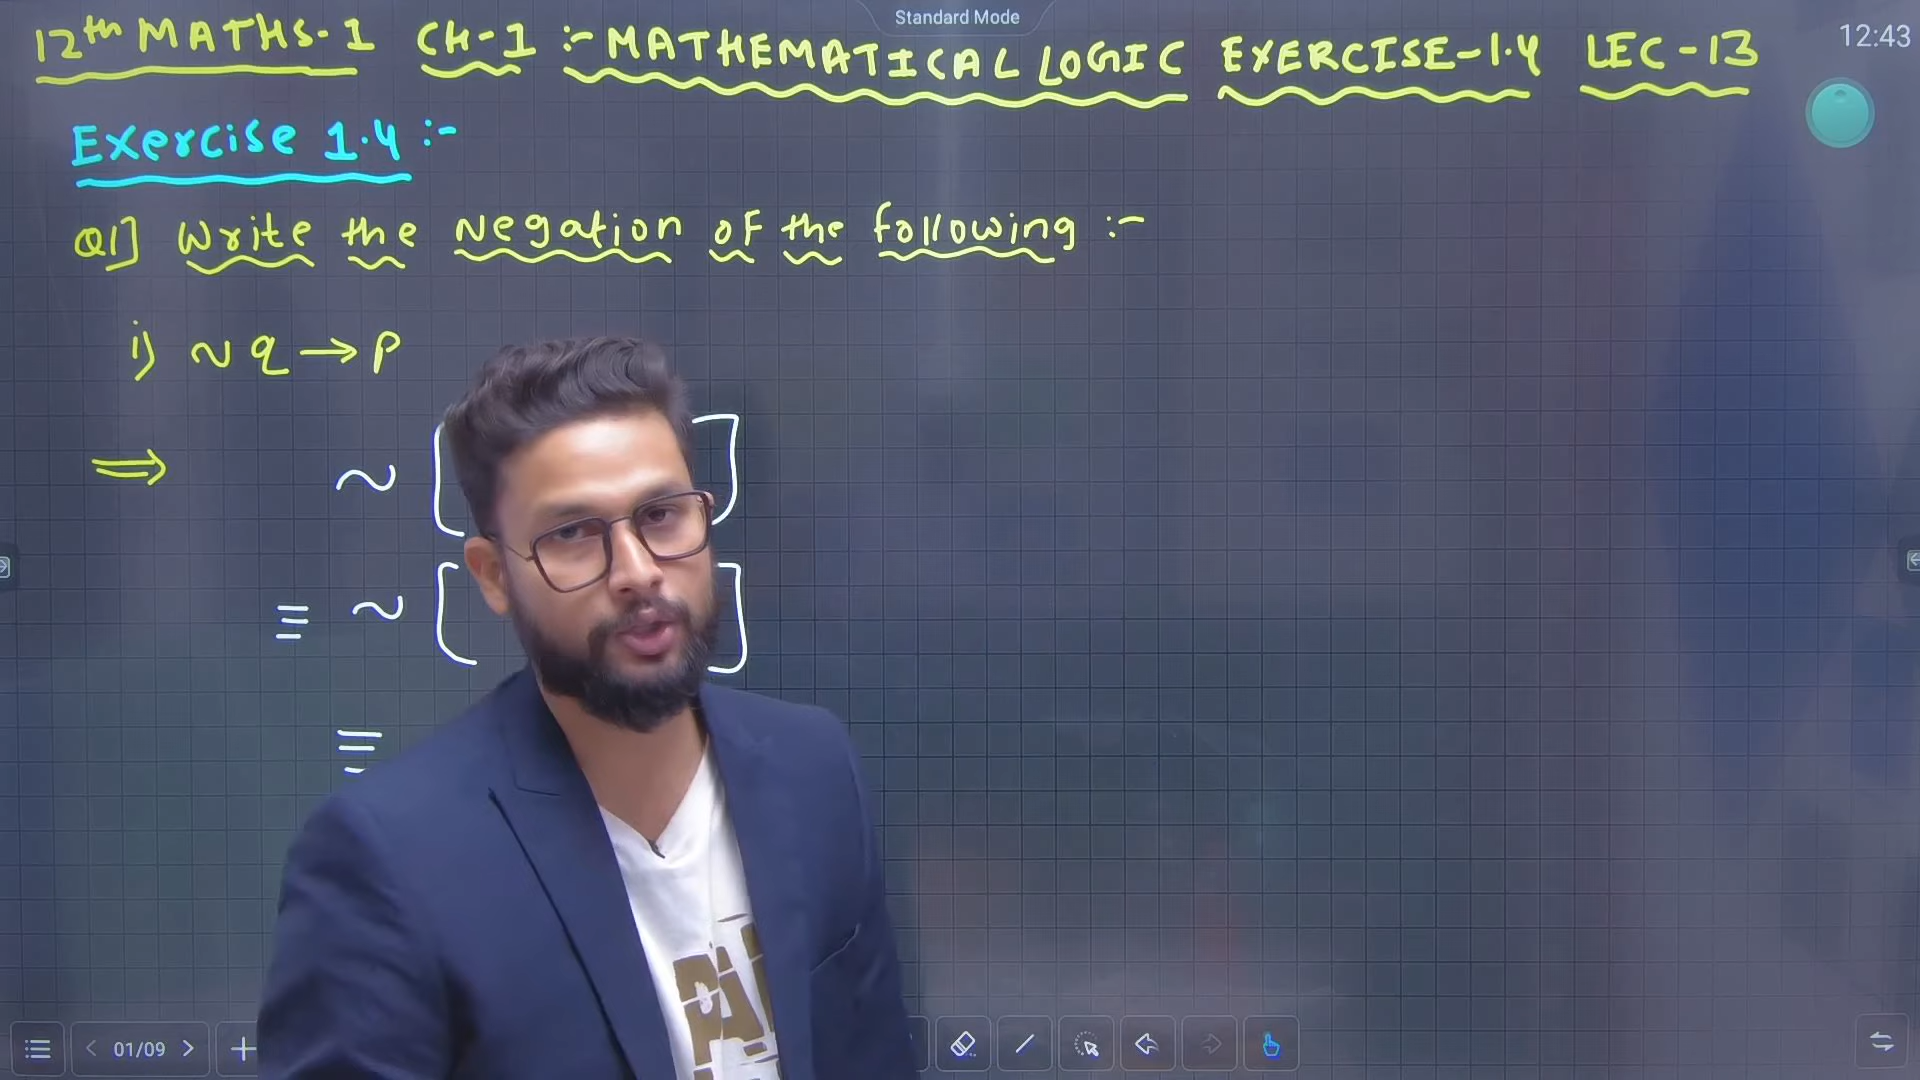 Standard Mode
12:43
12th MATHS-1 CH-1 :- MATHEMATICAL LOGIC EXERCISE-1.4 LEC-13
Exercise 1.4 :-
Q1] Write the Negation of the following :-
i) ~q → p
⟹ ~ [ ]
≡ ~ [ ]
≡
01/09